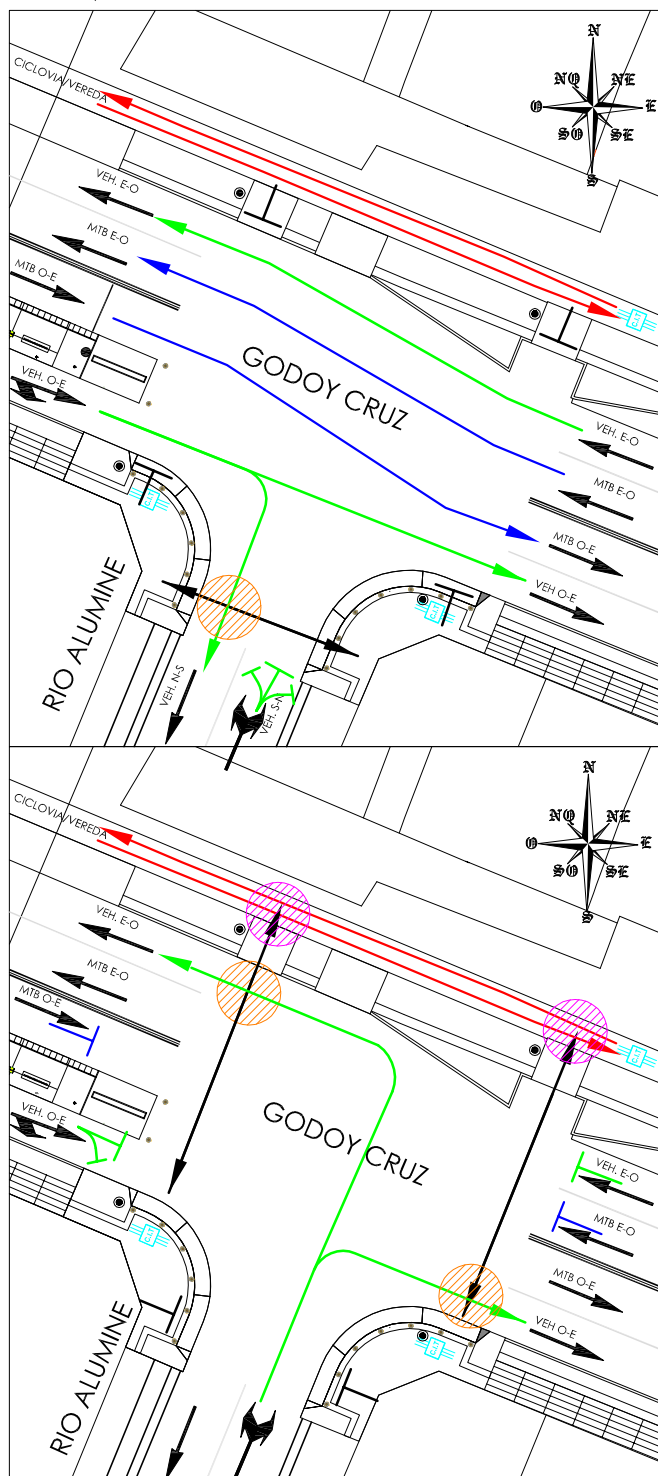 N
NO
NE
O
E
SO
SE
S
CICLOVIA/VEREDA
VEH. E-O
MTB E-O
MTB O-E
VEH. O-E
GODOY CRUZ
VEH. E-O
MTB E-O
MTB O-E
VEH O-E
RIO ALUMINE
VEH. N-S
VEH. S-N
N
NO
NE
O
E
SO
SE
S
CICLOVIA/VEREDA
VEH. E-O
MTB E-O
MTB O-E
VEH. O-E
GODOY CRUZ
VEH. E-O
MTB E-O
MTB O-E
VEH O-E
RIO ALUMINE